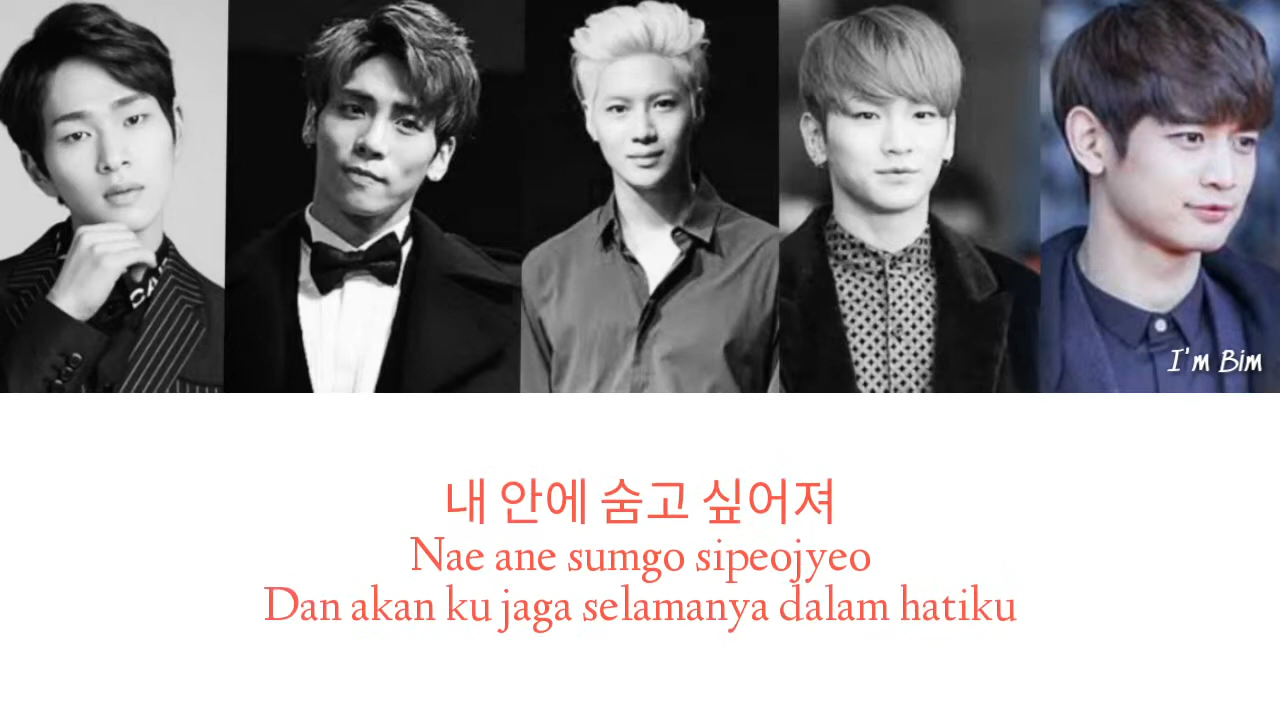 I'm Bim
내 안에 숨고 싶어져
Nae ane sumgo sipeojyeo
Dan akan ku jaga selamanya dalam hatiku